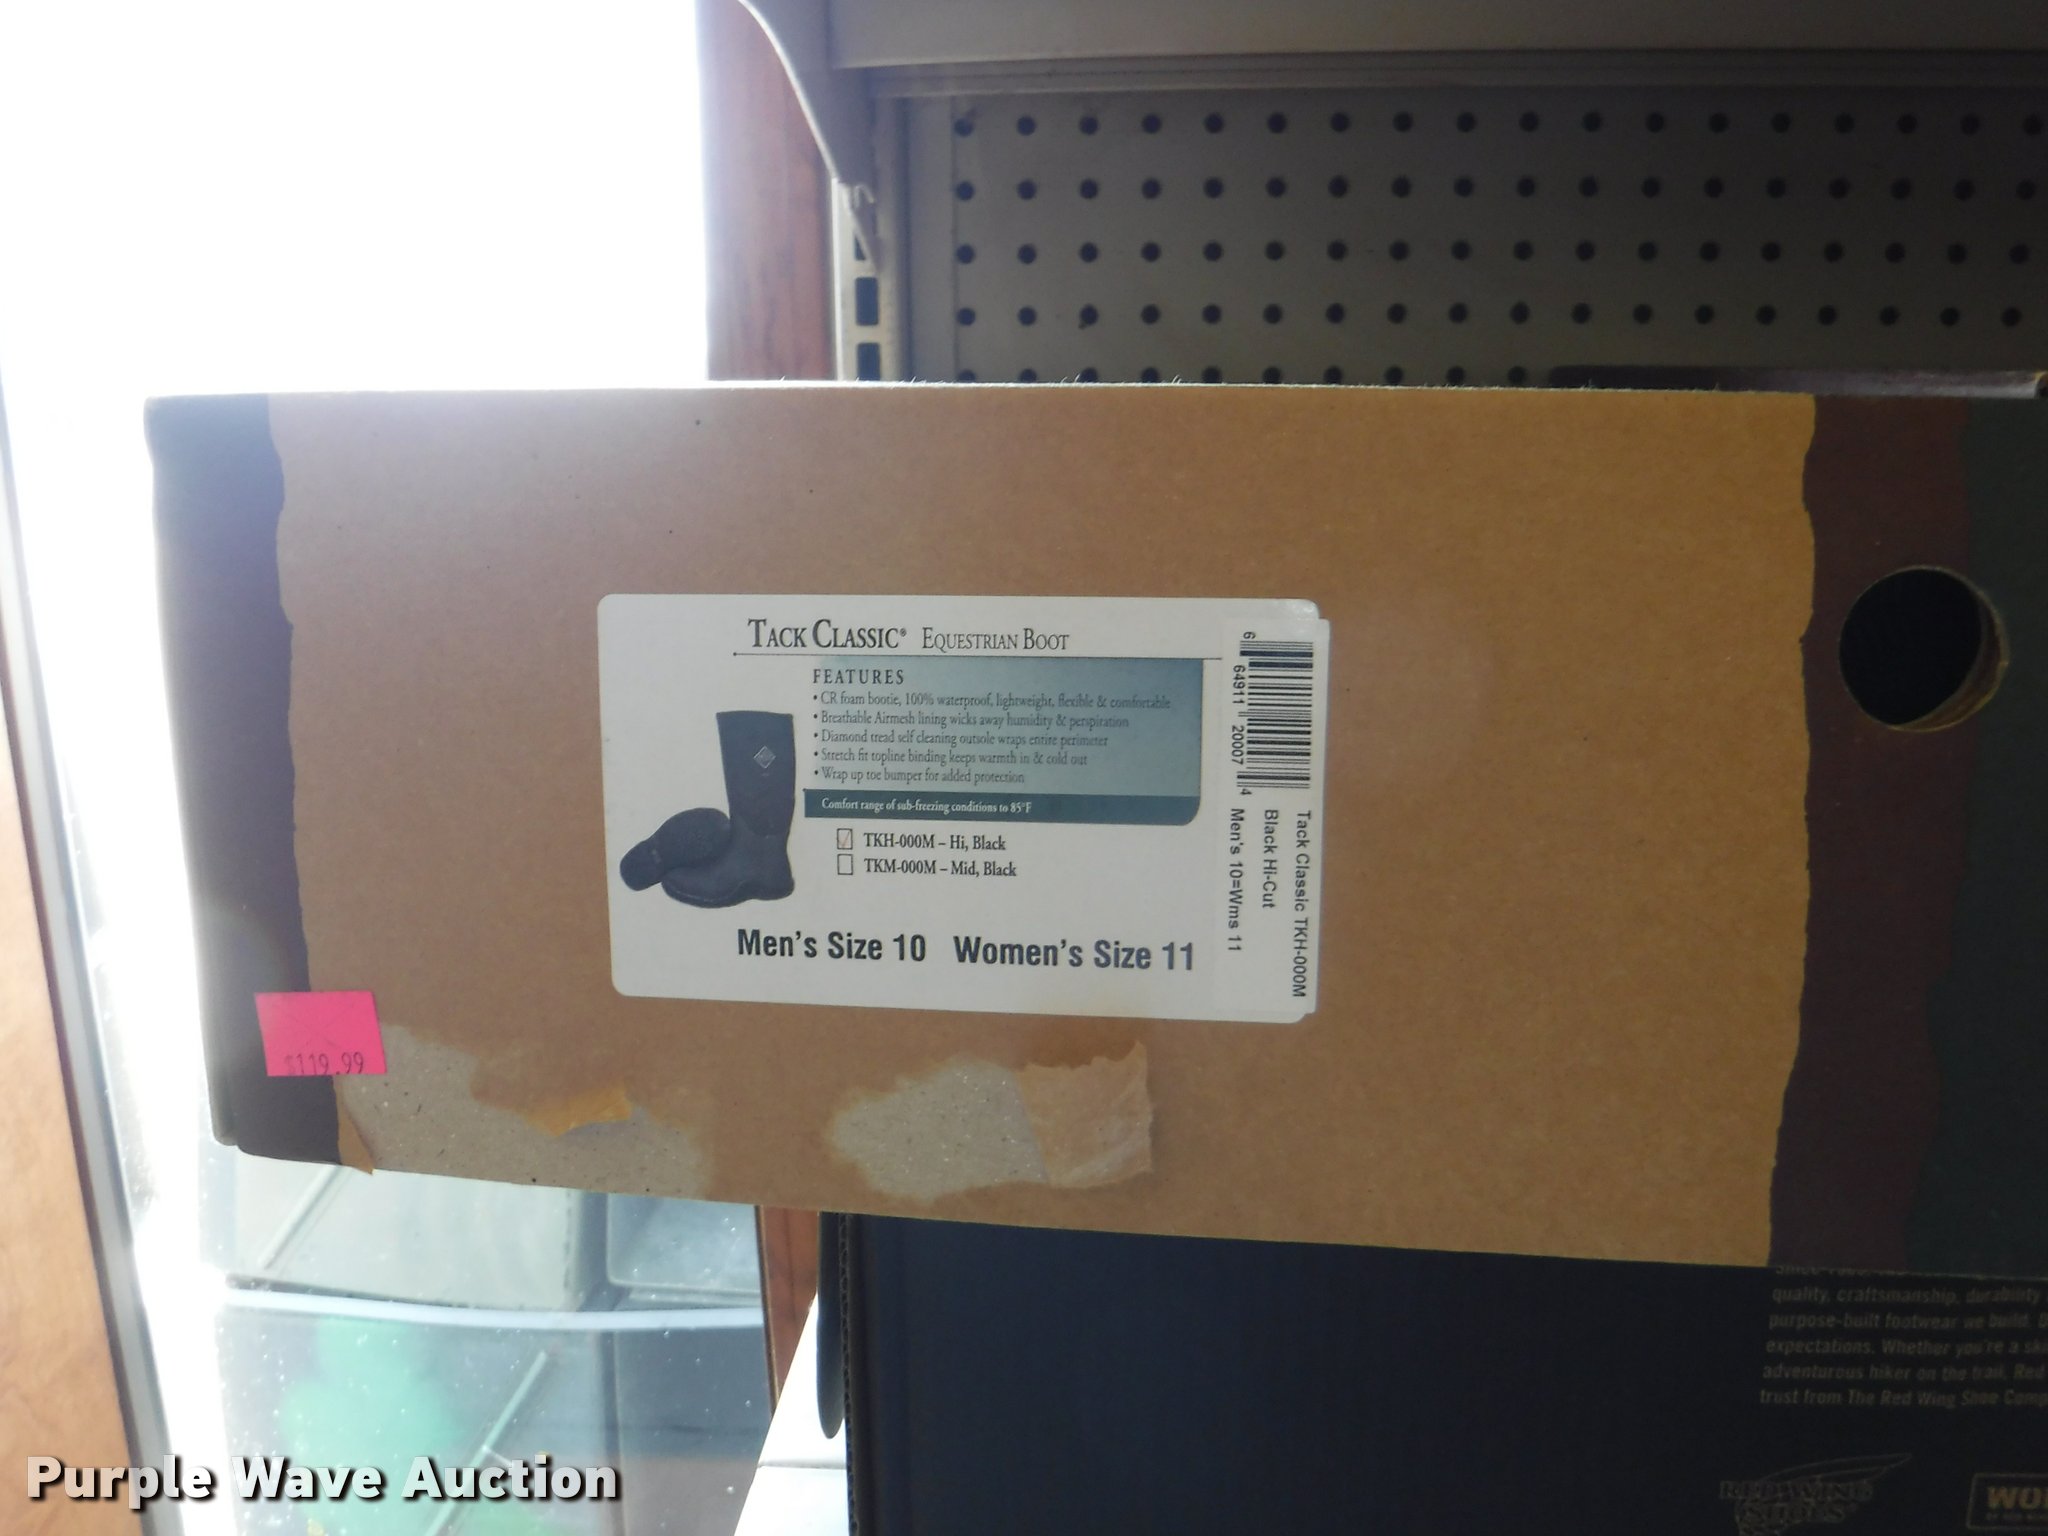 TACK CLASSIC® EQUESTRIAN BOOT
FEATURES
• CR foam bootie, 100% waterproof, lightweight, flexible & comfortable
• Breathable Airmesh lining wicks away humidity & perspiration
• Diamond tread self cleaning outsole wraps entire perimeter
• Stretch fit topline binding keeps warmth in & cold out
• Wrap up toe bumper for added protection
Comfort range of sub-freezing conditions to 85°F
TKH-000M – Hi, Black
TKM-000M – Mid, Black
Men's Size 10 Women's Size 11
6 64911 20007 4
Tack Classic TKH-000M
Black Hi-Cut
Men's 10=Wms 11
$119.99
quality, craftsmanship, durability
purpose-built footwear we build.
expectations. Whether you're a
adventurous hiker on the trail, Red
trust from The Red Wing Shoe
RED WING
SHOES
Purple Wave Auction